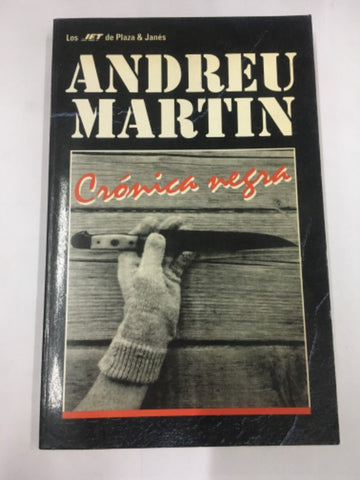 Los JET de Plaza & Janés
ANDREU
MARTIN
Crónica negra